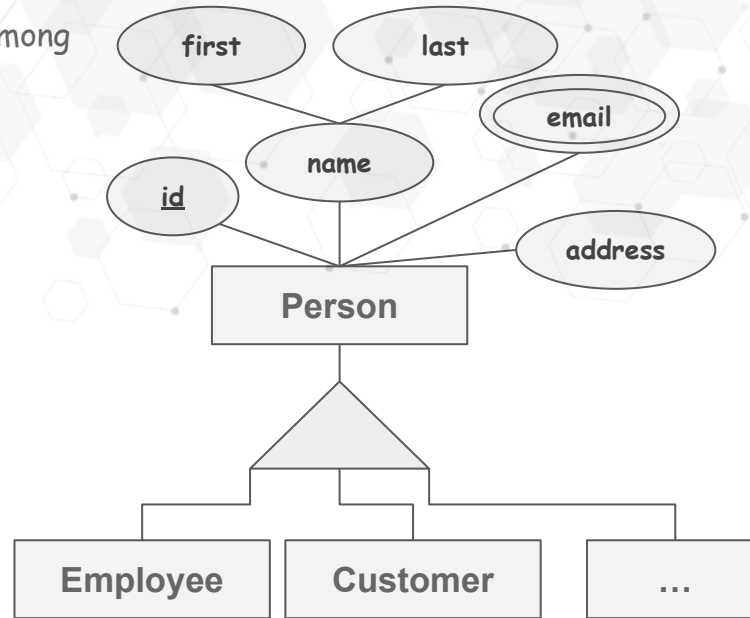 first
last
email
name
id
address
Person
Employee
Customer
...